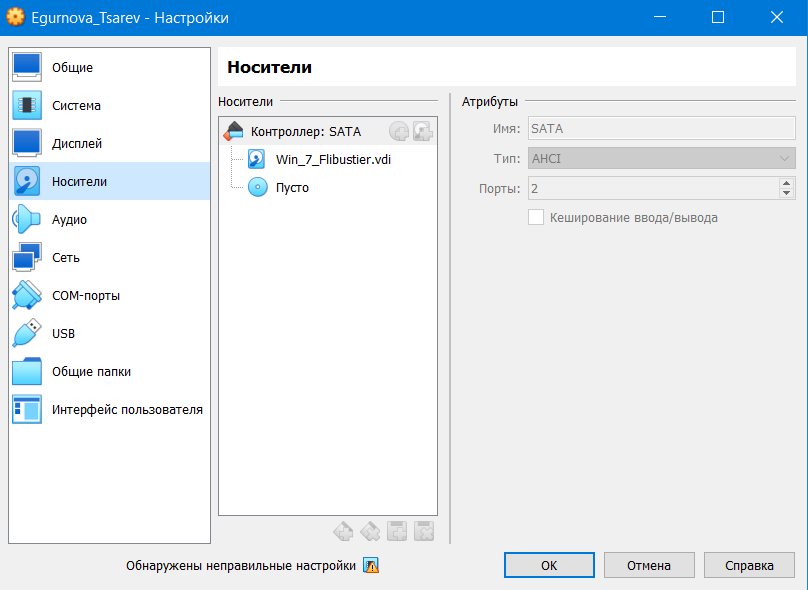 Egurnova_Tsarev - Настройки
Общие
Система
Дисплей
Носители
Аудио
Сеть
COM-порты
USB
Общие папки
Интерфейс пользователя
Носители
Носители
Контроллер: SATA
Win_7_Flibustier.vdi
Пусто
Атрибуты
Имя: SATA
Тип: AHCI
Порты: 2
Кеширование ввода/вывода
Обнаружены неправильные настройки
OK Отмена Справка